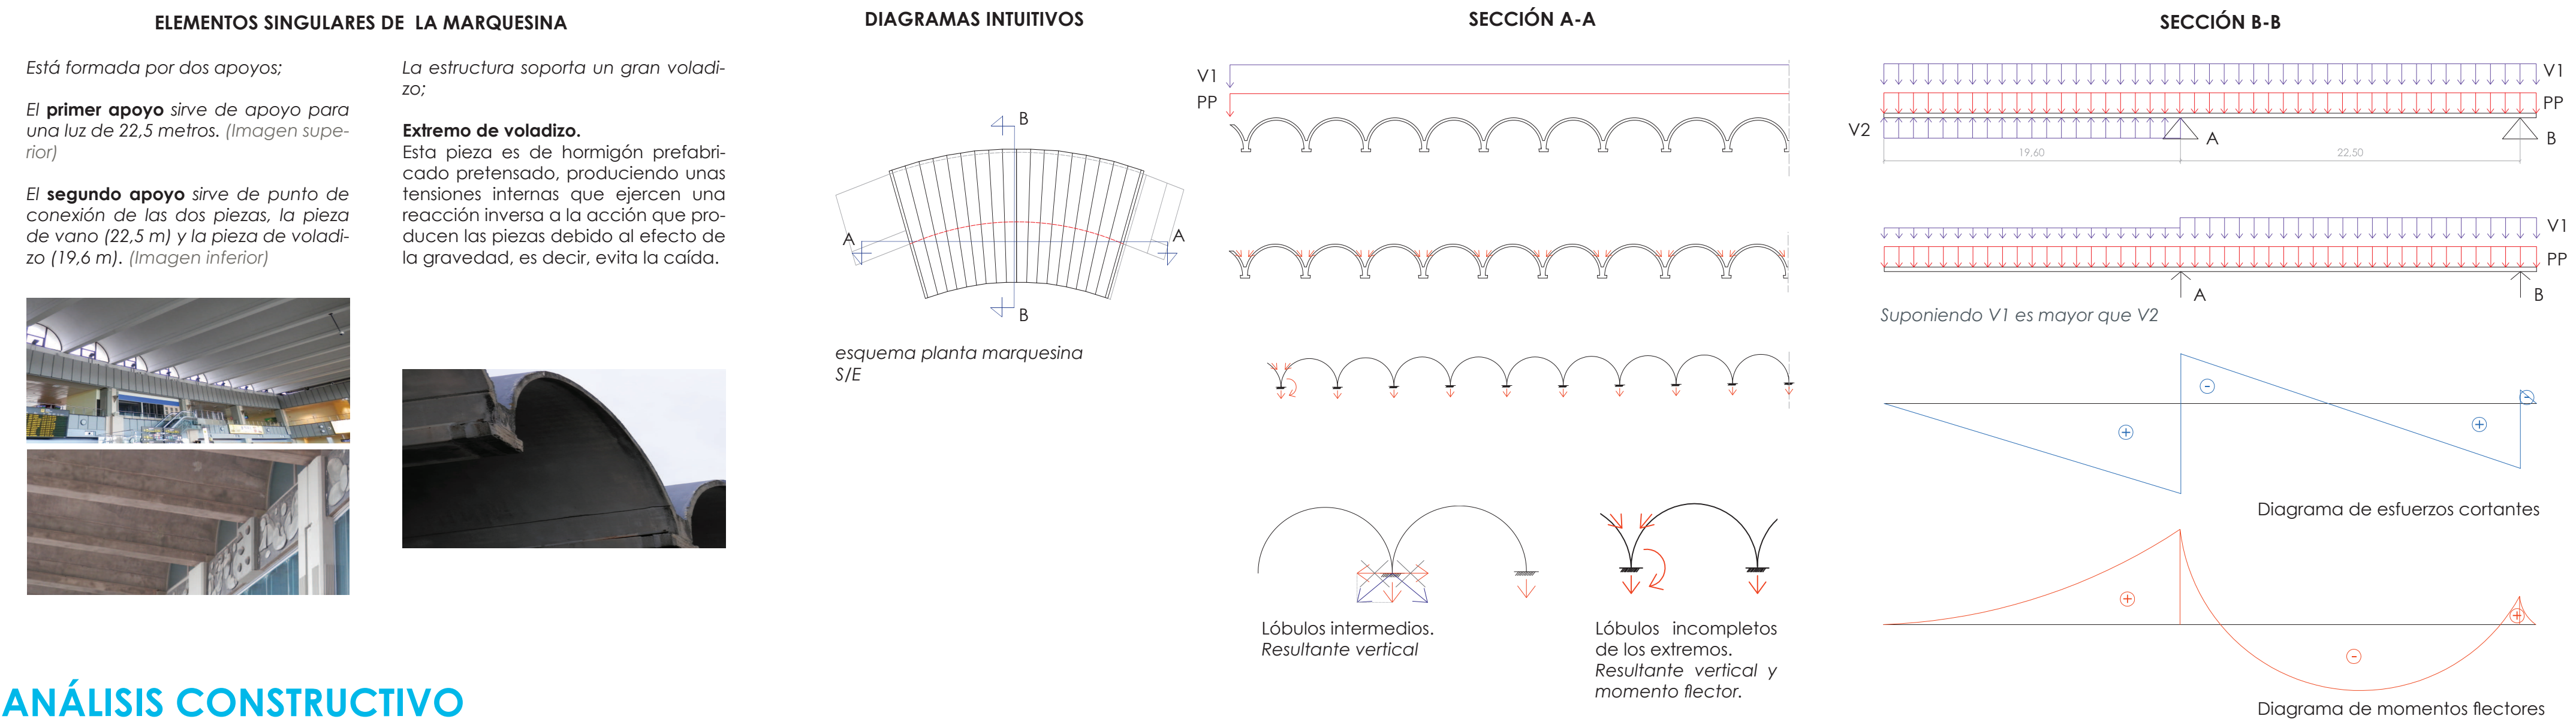 ELEMENTOS SINGULARES DE LA MARQUESINA
Está formada por dos apoyos;
El primer apoyo sirve de apoyo para
una luz de 22,5 metros. (Imagen supe-
rior)
El segundo apoyo sirve de punto de
conexión de las dos piezas, la pieza
de vano (22,5 m) y la pieza de voladi-
zo (19,6 m). (Imagen inferior)
La estructura soporta un gran voladi-
zo;
Extremo de voladizo.
Esta pieza es de hormigón prefabri-
cado pretensado, produciendo unas
tensiones internas que ejercen una
reacción inversa a la acción que pro-
ducen las piezas debido al efecto de
la gravedad, es decir, evita la caída.
DIAGRAMAS INTUITIVOS
B
A
A
B
esquema planta marquesina
S/E
SECCIÓN A-A
V1
PP
Lóbulos intermedios.
Resultante vertical
Lóbulos incompletos
de los extremos.
Resultante vertical y
momento flector.
SECCIÓN B-B
V1
PP
V2
A
B
19,60
22,50
V1
PP
A
B
Suponiendo V1 es mayor que V2
-
-
+
+
Diagrama de esfuerzos cortantes
+
+
-
Diagrama de momentos flectores
ANÁLISIS CONSTRUCTIVO